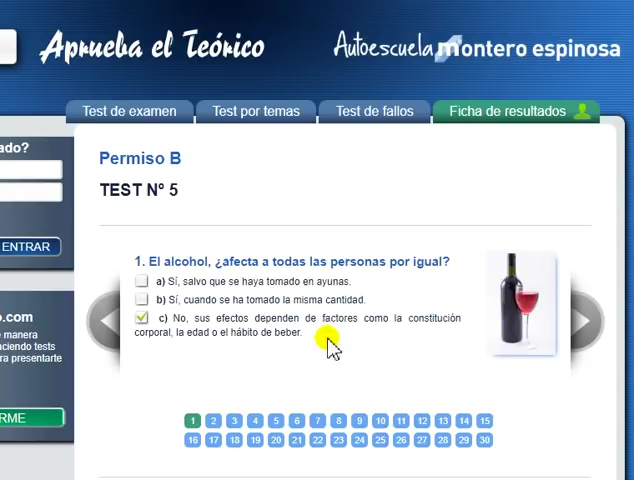 Aprueba el Teórico
Autoescuela montero espinosa
Test de examen
Test por temas
Test de fallos
Ficha de resultados
ado?
ENTRAR
o.com
e manera
aciendo tests
ra presentarte
RME
Permiso B
TEST Nº 5
1. El alcohol, ¿afecta a todas las personas por igual?
a) Sí, salvo que se haya tomado en ayunas.
b) Sí, cuando se ha tomado la misma cantidad.
c) No, sus efectos dependen de factores como la constitución
corporal, la edad o el hábito de beber.
1 2 3 4 5 6 7 8 9 10 11 12 13 14 15
16 17 18 19 20 21 22 23 24 25 26 27 28 29 30